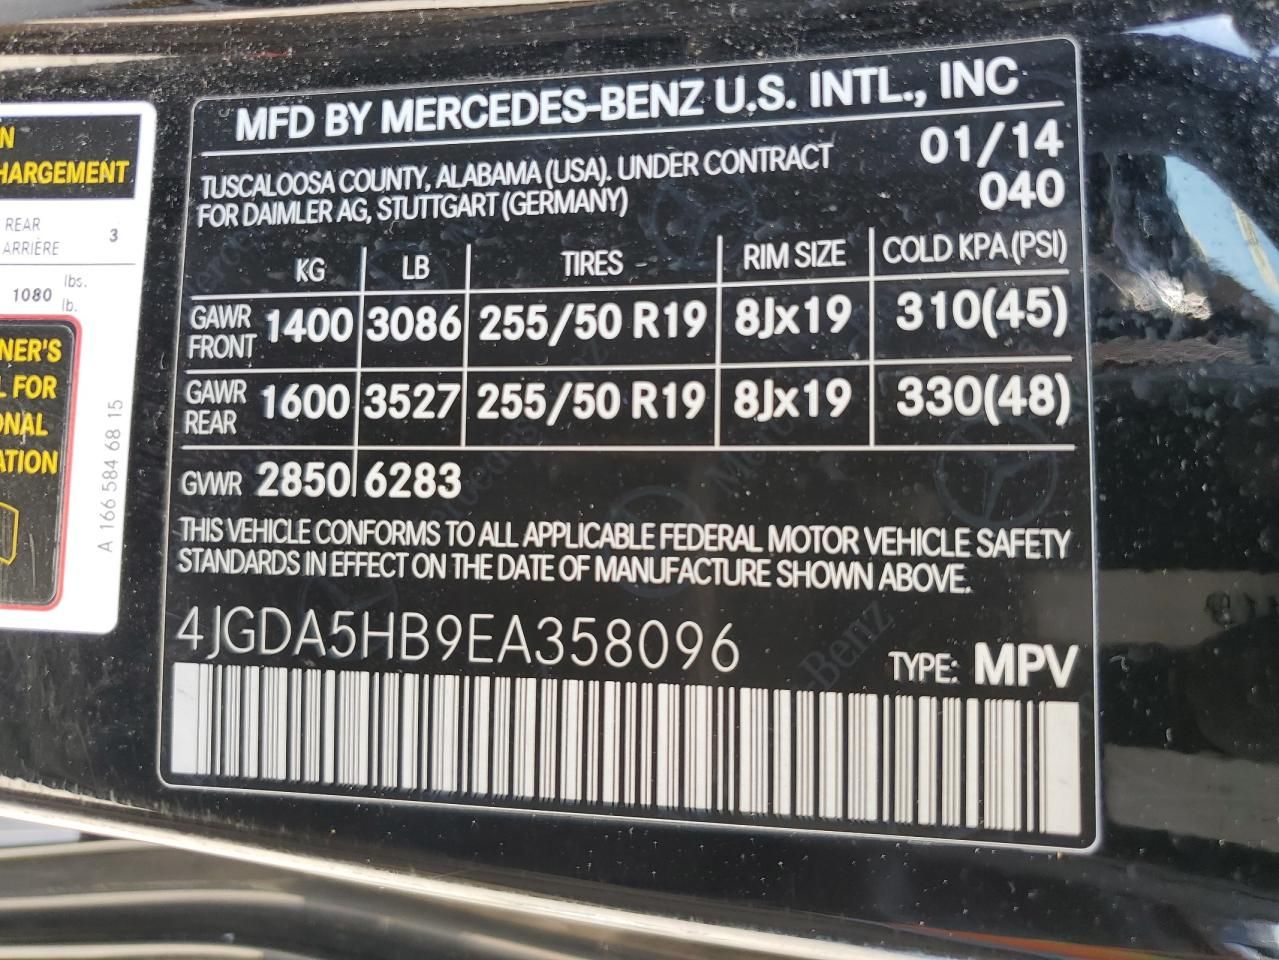 N
HARGEMENT
REAR
ARRIÈRE 3
1080 lbs.
lb.
NER'S
L FOR
ONAL
ATION
A 166 584 68 15
MFD BY MERCEDES-BENZ U.S. INTL., INC
TUSCALOOSA COUNTY, ALABAMA (USA). UNDER CONTRACT 01/14
FOR DAIMLER AG, STUTTGART (GERMANY) 040
KG LB TIRES RIM SIZE COLD KPA (PSI)
GAWR FRONT 1400 3086 255/50 R19 8Jx19 310(45)
GAWR REAR 1600 3527 255/50 R19 8Jx19 330(48)
GVWR 2850 6283
THIS VEHICLE CONFORMS TO ALL APPLICABLE FEDERAL MOTOR VEHICLE SAFETY
STANDARDS IN EFFECT ON THE DATE OF MANUFACTURE SHOWN ABOVE.
4JGDA5HB9EA358096
TYPE: MPV